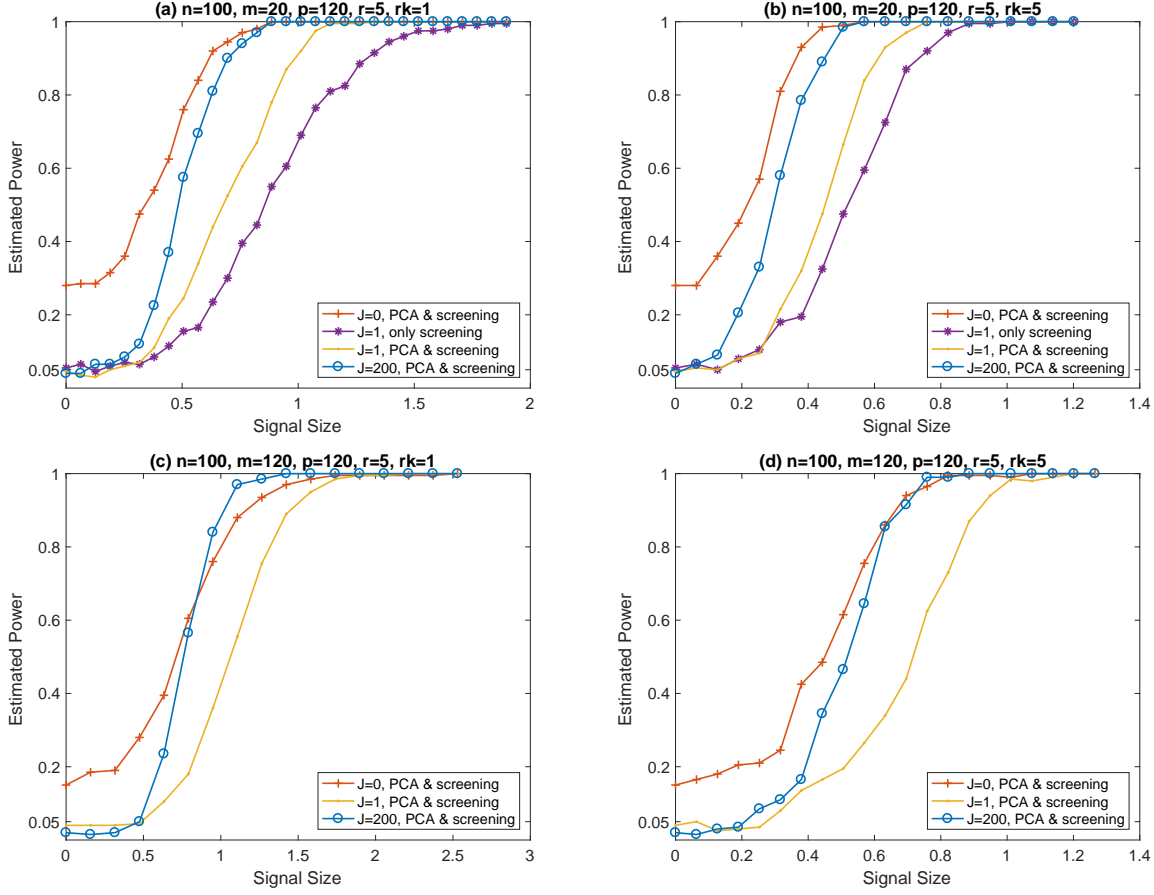 (a) n=100, m=20, p=120, r=5, rk=1
1
0.8
0.6
0.4
0.2
0.05
Estimated Power
J=0, PCA & screening
J=1, only screening
J=1, PCA & screening
J=200, PCA & screening
0 0.5 1 1.5 2
Signal Size
(b) n=100, m=20, p=120, r=5, rk=5
1
0.8
0.6
0.4
0.2
0.05
Estimated Power
J=0, PCA & screening
J=1, only screening
J=1, PCA & screening
J=200, PCA & screening
0 0.2 0.4 0.6 0.8 1 1.2 1.4
Signal Size
(c) n=100, m=120, p=120, r=5, rk=1
1
0.8
0.6
0.4
0.2
0.05
Estimated Power
J=0, PCA & screening
J=1, PCA & screening
J=200, PCA & screening
0 0.5 1 1.5 2 2.5 3
Signal Size
(d) n=100, m=120, p=120, r=5, rk=5
1
0.8
0.6
0.4
0.2
0.05
Estimated Power
J=0, PCA & screening
J=1, PCA & screening
J=200, PCA & screening
0 0.2 0.4 0.6 0.8 1 1.2 1.4
Signal Size